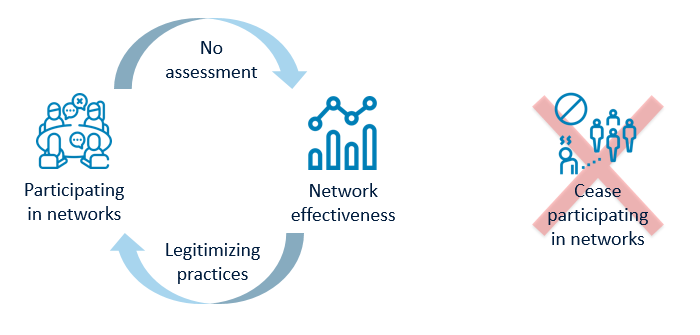 No
assessment
Participating
in networks
Network
effectiveness
Cease
participating
in networks
Legitimizing
practices